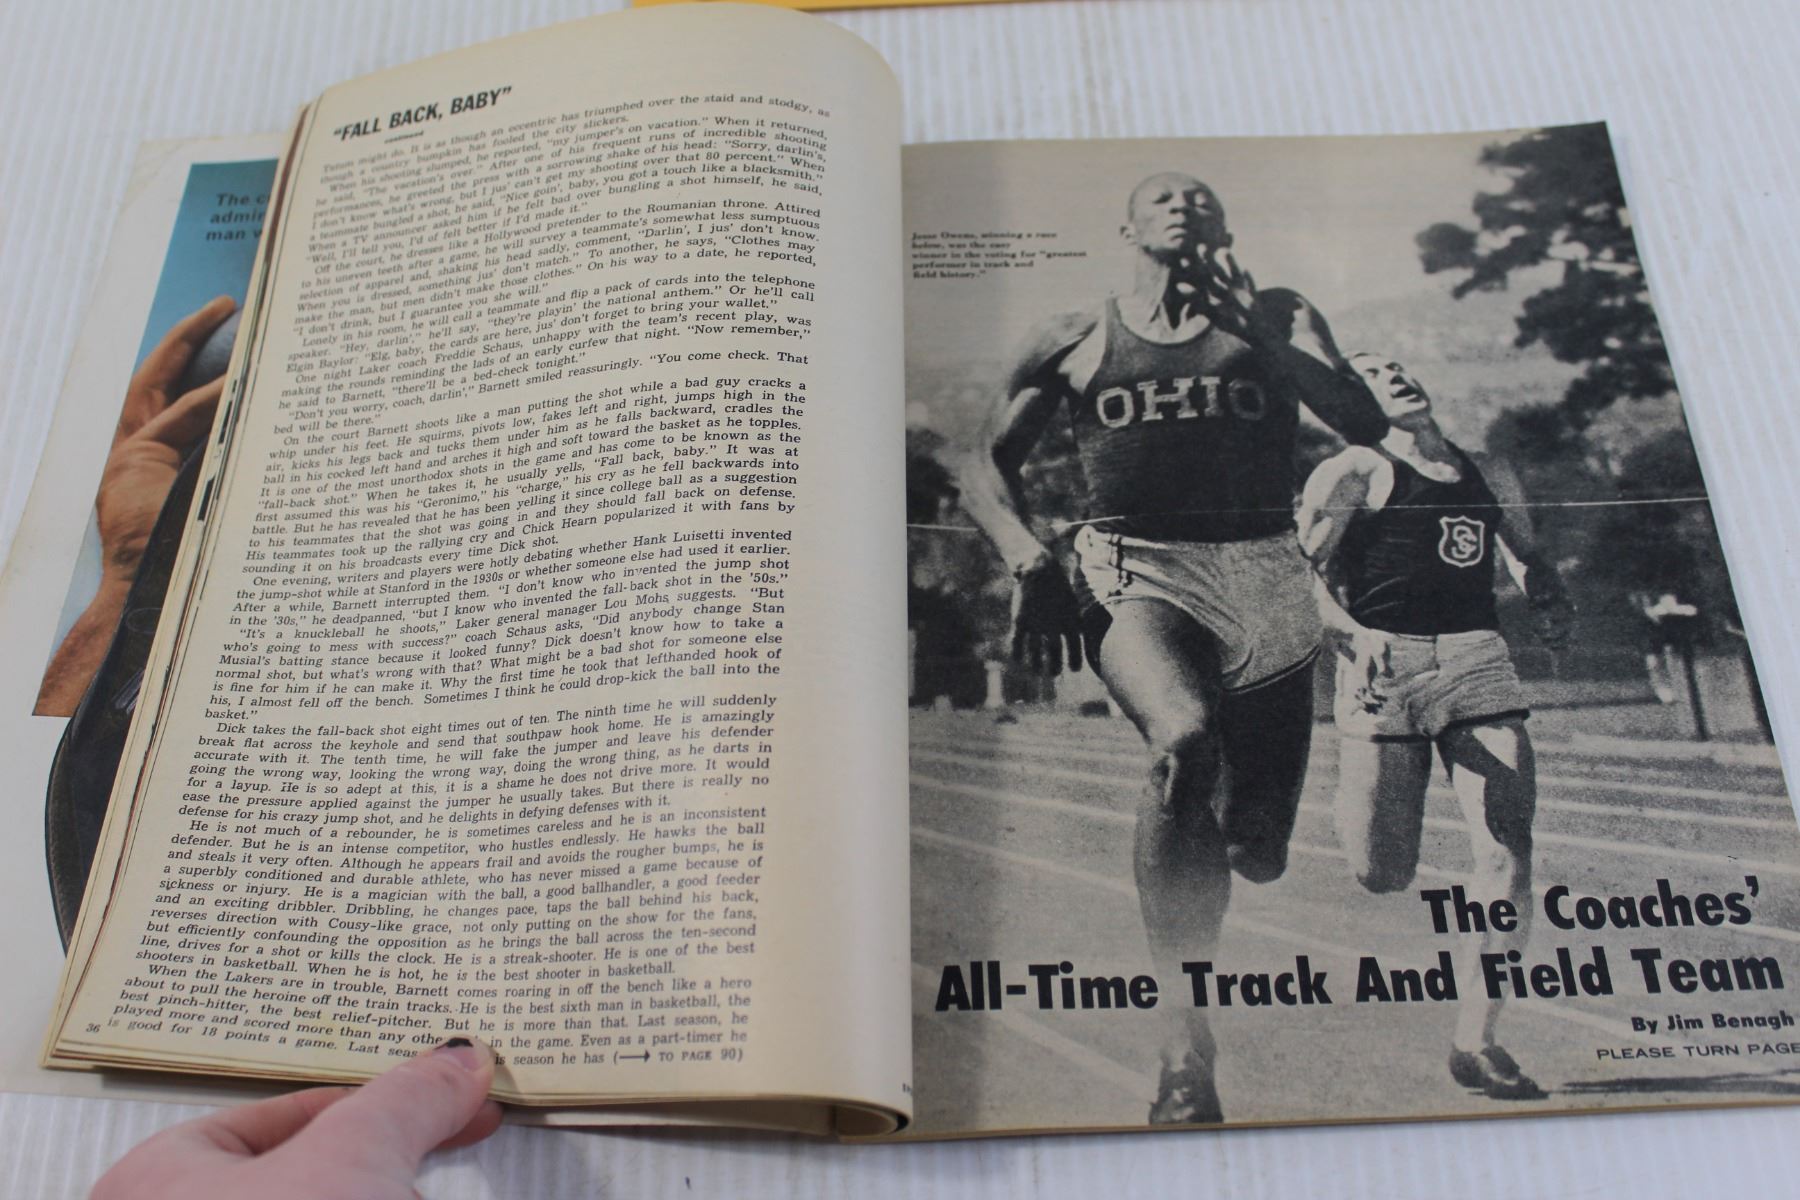 The c
admir
man w
"FALL BACK, BABY"
continued
Tatum might do. It is as though an eccentric has triumphed over the staid and stodgy, as
though a country bumpkin has fooled the city slickers.
When his shooting slumped, he reported, "my jumper's on vacation." When it returned,
he said, "The vacation's over." After one of his frequent runs of incredible shooting
performances, he greeted the press with a sorrowing shake of his head: "Sorry, darlin's,
I don't know what's wrong, but I jus' can't get my shooting over that 80 percent." When
a teammate bungled a shot, he said, "Nice goin', baby, you got a touch like a blacksmith."
When a TV announcer asked him if he felt bad over bungling a shot himself, he said,
"Well, I'll tell you, I'd of felt better if I'd made it."
Off the court, he dresses like a Hollywood pretender to the Roumanian throne. Attired
to his uneven teeth after a game, he will survey a teammate's somewhat less sumptuous
selection of apparel and, shaking his head sadly, comment, "Darlin', I jus' don't know.
When you is dressed, something jus' don't match." To another, he says, "Clothes may
make the man, but men didn't make those clothes." On his way to a date, he reported,
"I don't drink, but I guarantee you she will."
Lonely in his room, he will call a teammate and flip a pack of cards into the telephone
speaker. "Hey, darlin'," he'll say, "they're playin' the national anthem." Or he'll call
Elgin Baylor: "Elg, baby, the cards are here, jus' don't forget to bring your wallet."
One night Laker coach Freddie Schaus, unhappy with the team's recent play, was
making the rounds reminding the lads of an early curfew that night. "Now remember,"
he said to Barnett, "there'll be a bed-check tonight."
"Don't you worry, coach, darlin'," Barnett smiled reassuringly. "You come check. That
bed will be there."
On the court Barnett shoots like a man putting the shot while a bad guy cracks a
whip under his feet. He squirms, pivots low, fakes left and right, jumps high in the
air, kicks his legs back and tucks them under him as he falls backward, cradles the
ball in his cocked left hand and arches it high and soft toward the basket as he topples.
It is one of the most unorthodox shots in the game and has come to be known as the
"fall-back shot." When he takes it, he usually yells, "Fall back, baby." It was at
first assumed this was his "Geronimo," his "charge," his cry as he fell backwards into
battle. But he has revealed that he has been yelling it since college ball as a suggestion
to his teammates that the shot was going in and they should fall back on defense.
His teammates took up the rallying cry and Chick Hearn popularized it with fans by
sounding it on his broadcasts every time Dick shot.
One evening, writers and players were hotly debating whether Hank Luisetti invented
the jump-shot while at Stanford in the 1930s or whether someone else had used it earlier.
After a while, Barnett interrupted them. "I don't know who invented the jump shot
in the '30s," he deadpanned, "but I know who invented the fall-back shot in the '50s."
"It's a knuckleball he shoots," Laker general manager Lou Mohs suggests. "But
who's going to mess with success?" coach Schaus asks, "Did anybody change Stan
Musial's batting stance because it looked funny? Dick doesn't know how to take a
normal shot, but what's wrong with that? What might be a bad shot for someone else
is fine for him if he can make it. Why the first time he took that lefthanded hook of
his, I almost fell off the bench. Sometimes I think he could drop-kick the ball into the
basket."
Dick takes the fall-back shot eight times out of ten. The ninth time he will suddenly
break flat across the keyhole and send that southpaw hook home. He is amazingly
accurate with it. The tenth time, he will fake the jumper and leave his defender
going the wrong way, looking the wrong way, doing the wrong thing, as he darts in
for a layup. He is so adept at this, it is a shame he does not drive more. It would
ease the pressure applied against the jumper he usually takes. But there is really no
defense for his crazy jump shot, and he delights in defying defenses with it.
He is not much of a rebounder, he is sometimes careless and he is an inconsistent
defender. But he is an intense competitor, who hustles endlessly. He hawks the ball
and steals it very often. Although he appears frail and avoids the rougher bumps, he is
a superbly conditioned and durable athlete, who has never missed a game because of
sickness or injury. He is a magician with the ball, a good ballhandler, a good feeder
and an exciting dribbler. Dribbling, he changes pace, taps the ball behind his back,
reverses direction with Cousy-like grace, not only putting on the show for the fans,
but efficiently confounding the opposition as he brings the ball across the ten-second
line, drives for a shot or kills the clock. He is a streak-shooter. He is one of the best
shooters in basketball. When he is hot, he is the best shooter in basketball.
When the Lakers are in trouble, Barnett comes roaring in off the bench like a hero
about to pull the heroine off the train tracks. He is the best sixth man in basketball, the
best pinch-hitter, the best relief-pitcher. But he is more than that. Last season, he
played more and scored more than any othe in the game. Even as a part-timer he
is good for 18 points a game. Last seas is season he has (⟶ TO PAGE 90)
36
Jesse Owens, winning a race
below, was the easy
winner in the voting for "greatest
performer in track and
field history."
OHIO
SC
The Coaches'
All-Time Track And Field Team
By Jim Benagh
PLEASE TURN PAGE